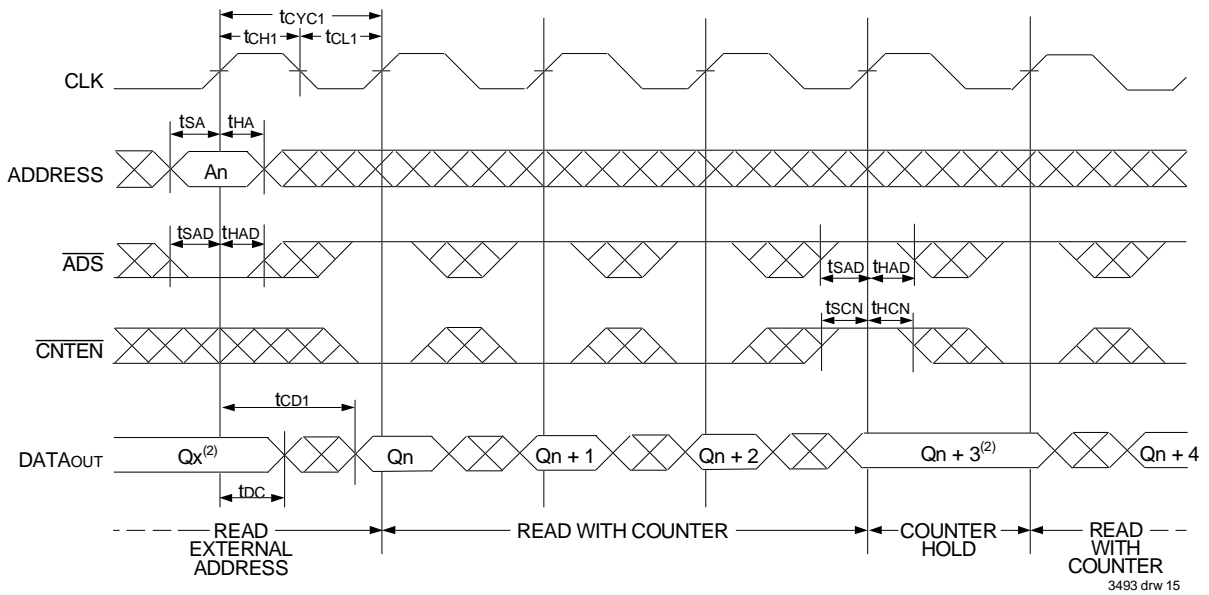 tCYC1
tCH1 tCL1
CLK
tSA tHA
ADDRESS An
tSAD tHAD
ADS
tSAD tHAD
tSCN tHCN
CNTEN
tCD1
DATAOUT Qx(2) Qn Qn + 1 Qn + 2 Qn + 3(2) Qn + 4
tDC
READ EXTERNAL ADDRESS
READ WITH COUNTER
COUNTER HOLD
READ WITH COUNTER
3493 drw 15